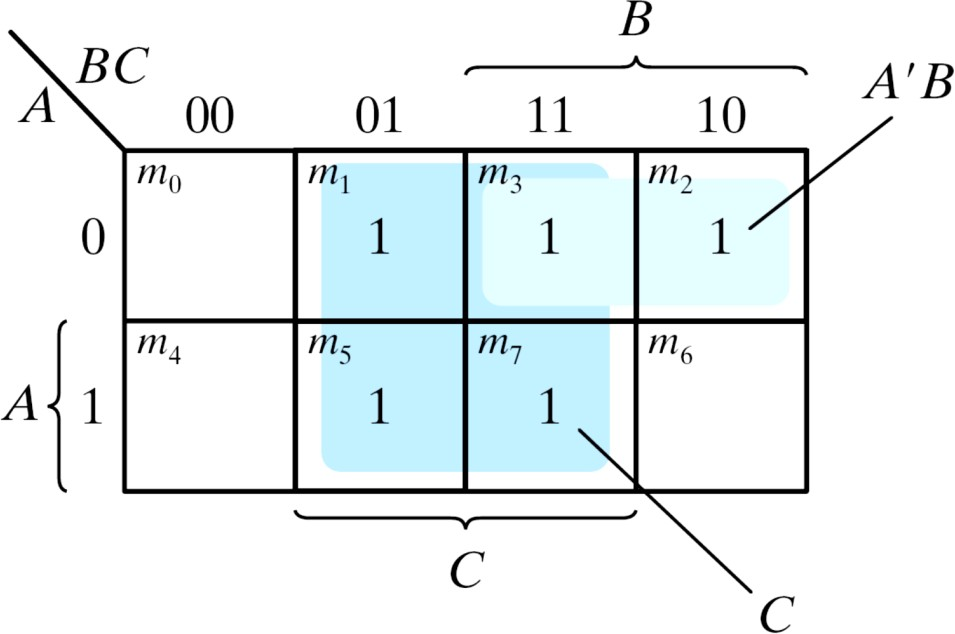 B
BC
A
A′B
00 01 11 10
m₀ m₁ m₃ m₂
0 1 1 1
m₄ m₅ m₇ m₆
A 1 1 1
C
C